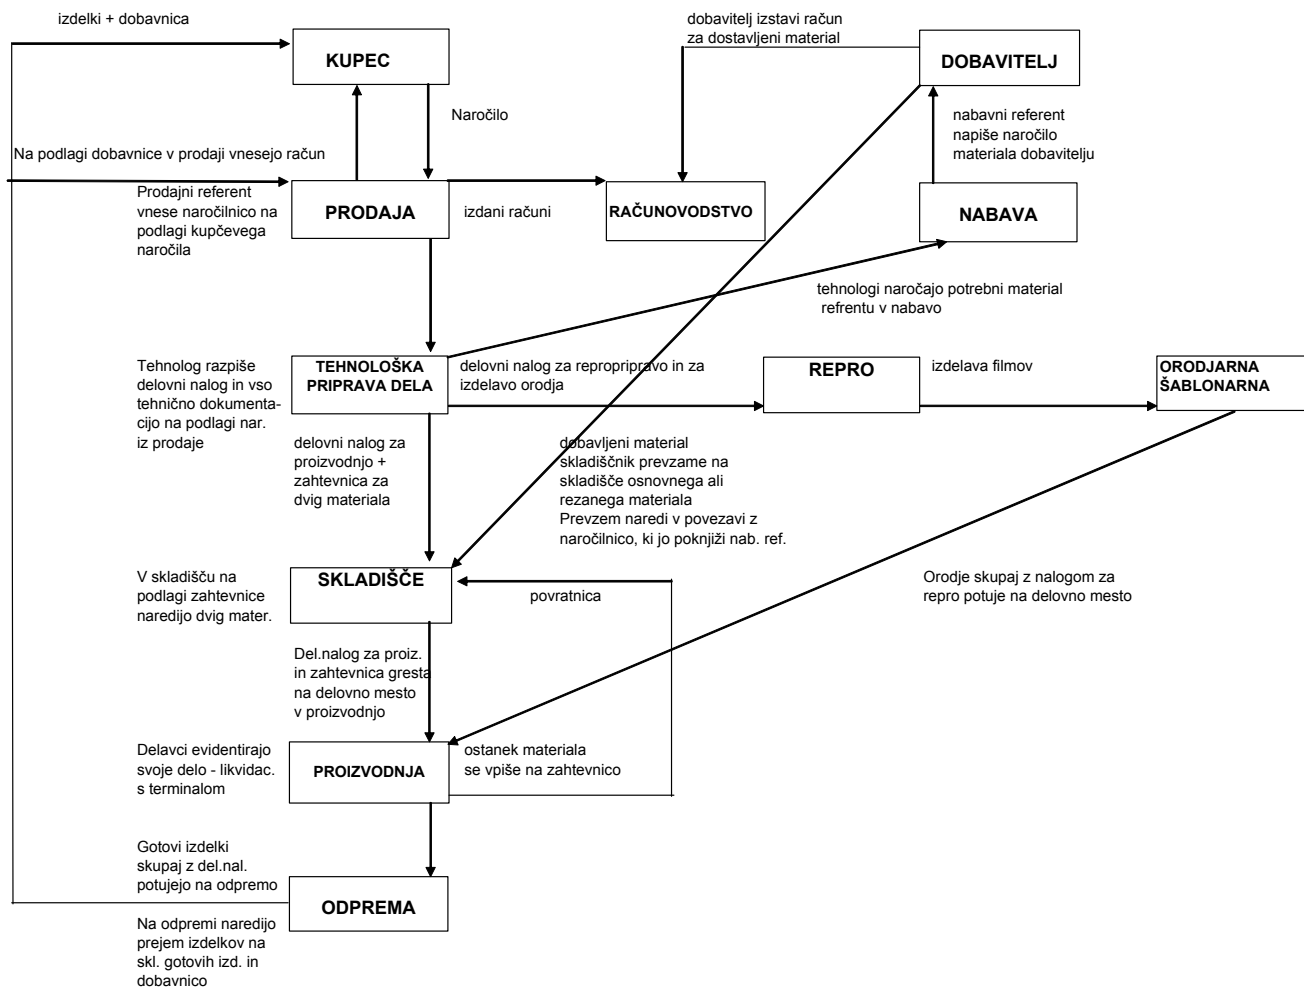 izdelki + dobavnica
dobavitelj izstavi račun
za dostavljeni material
KUPEC
DOBAVITELJ
Naročilo
nabavni referent
napiše naročilo
materiala dobavitelju
Na podlagi dobavnice v prodaji vnesejo račun
Prodajni referent
vnese naročilnico na
podlagi kupčevega
naročila
PRODAJA
izdani računi
RAČUNOVODSTVO
NABAVA
tehnologi naročajo potrebni material
refrentu v nabavo
Tehnolog razpiše
delovni nalog in vso
tehnično dokumenta-
cijo na podlagi nar.
iz prodaje
TEHNOLOŠKA
PRIPRAVA DELA
delovni nalog za repropripravo in za
izdelavo orodja
REPRO
izdelava filmov
ORODJARNA
ŠABLONARNA
delovni nalog za
proizvodnjo +
zahtevnica za
dvig materiala
dobavljeni material
skladiščnik prevzame na
skladišče osnovnega ali
rezanega materiala
Prevzem naredi v povezavi z
naročilnico, ki jo poknjiži nab. ref.
V skladišču na
podlagi zahtevnice
naredijo dvig mater.
SKLADIŠČE
povratnica
Orodje skupaj z nalogom za
repro potuje na delovno mesto
Del.nalog za proiz.
in zahtevnica gresta
na delovno mesto
v proizvodnjo
Delavci evidentirajo
svoje delo - likvidac.
s terminalom
PROIZVODNJA
ostanek materiala
se vpiše na zahtevnico
Gotovi izdelki
skupaj z del.nal.
potujejo na odpremo
ODPREMA
Na odpremi naredijo
prejem izdelkov na
skl. gotovih izd. in
dobavnico